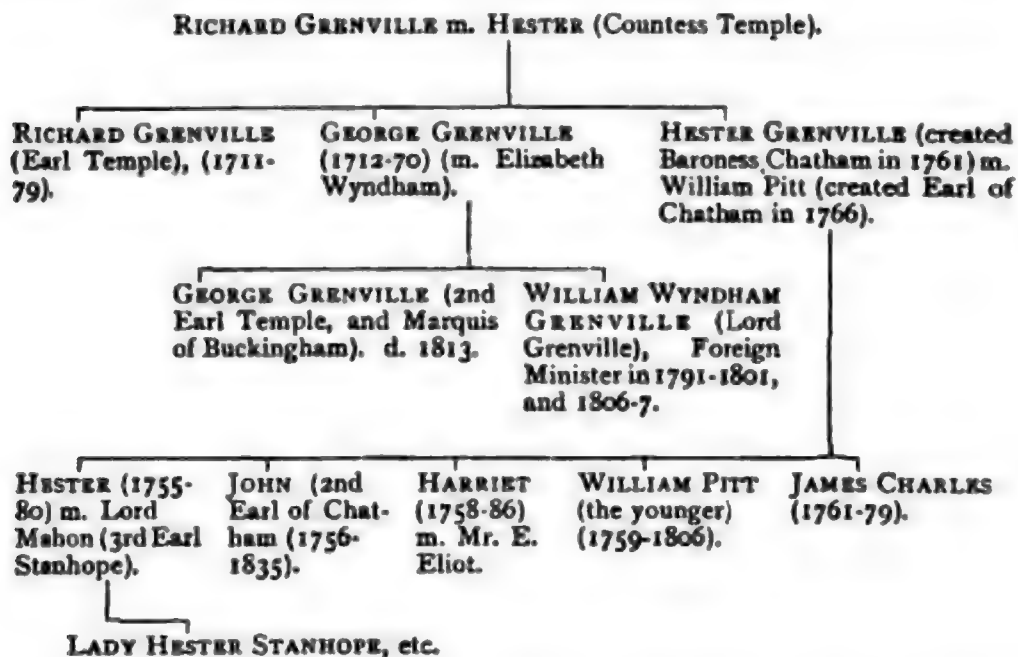 RICHARD GRENVILLE m. HESTER (Countess Temple).
RICHARD GRENVILLE
(Earl Temple), (1711-
79).
GEORGE GRENVILLE
(1712-70) (m. Elizabeth
Wyndham).
HESTER GRENVILLE (created
Baroness Chatham in 1761) m.
William Pitt (created Earl of
Chatham in 1766).
GEORGE GRENVILLE (2nd
Earl Temple, and Marquis
of Buckingham). d. 1813.
WILLIAM WYNDHAM
GRENVILLE (Lord
Grenville), Foreign
Minister in 1791-1801,
and 1806-7.
HESTER (1755-
80) m. Lord
Mahon (3rd Earl
Stanhope).
JOHN (2nd
Earl of Chat-
ham (1756-
1835).
HARRIET
(1758-86)
m. Mr. E.
Eliot.
WILLIAM PITT
(the younger)
(1759-1806).
JAMES CHARLES
(1761-79).
LADY HESTER STANHOPE, etc.